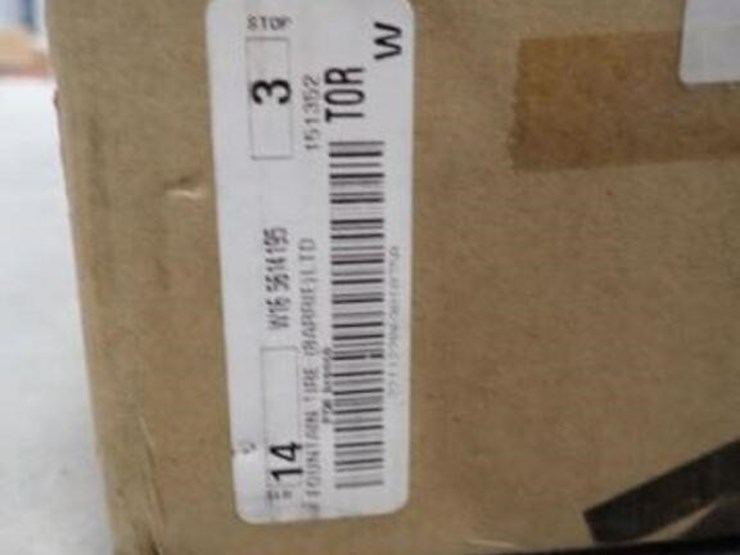 STOP
3
151352
TOR
W
W16 5614195
14
FOUNTAIN TIRE (BARRIE) LTD